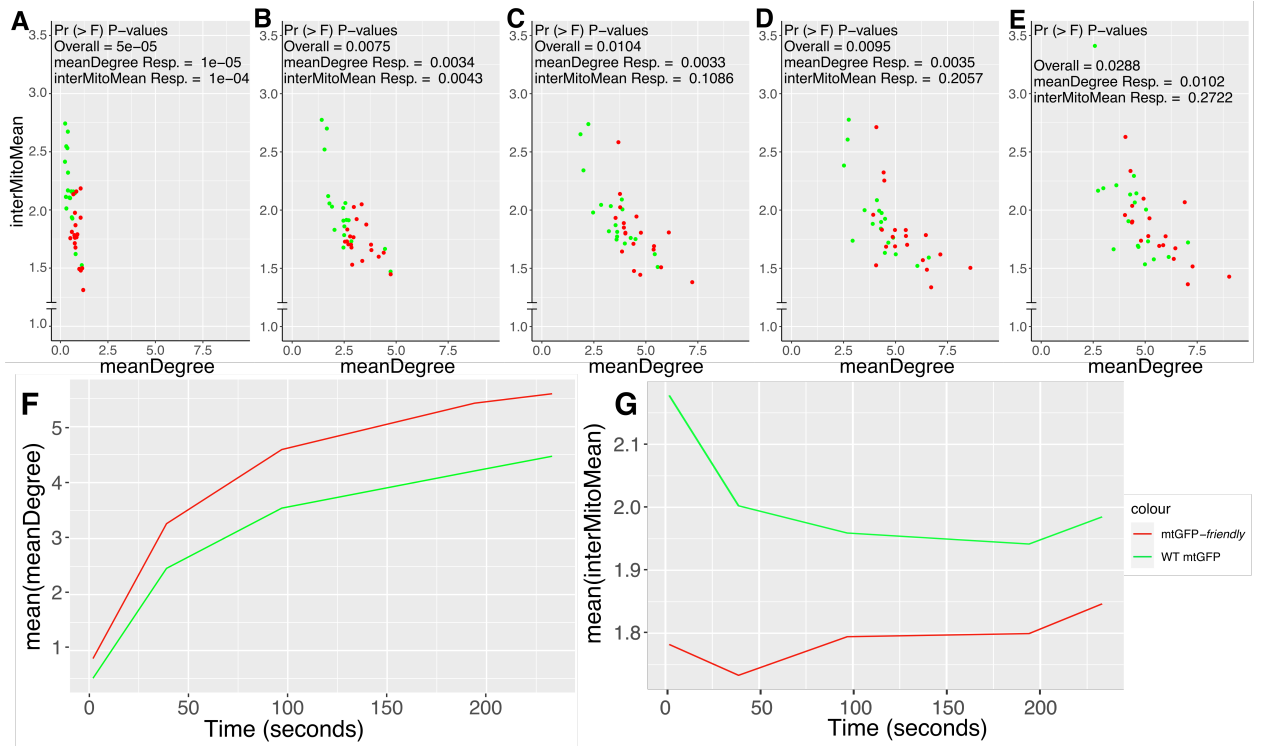 A
Pr (> F) P−values
Overall = 5e−05
meanDegree Resp. = 1e−05
interMitoMean Resp. = 1e−04
3.5
3.0
2.5
2.0
1.5
1.0
interMitoMean
0.0 2.5 5.0 7.5
meanDegree
B
Pr (> F) P−values
Overall = 0.0075
meanDegree Resp. = 0.0034
interMitoMean Resp. = 0.0043
3.5
3.0
2.5
2.0
1.5
1.0
0.0 2.5 5.0 7.5
meanDegree
C
Pr (> F) P−values
Overall = 0.0104
meanDegree Resp. = 0.0033
interMitoMean Resp. = 0.1086
3.5
3.0
2.5
2.0
1.5
1.0
0.0 2.5 5.0 7.5
meanDegree
D
Pr (> F) P−values
Overall = 0.0095
meanDegree Resp. = 0.0035
interMitoMean Resp. = 0.2057
3.5
3.0
2.5
2.0
1.5
1.0
0.0 2.5 5.0 7.5
meanDegree
E
Pr (> F) P−values
Overall = 0.0288
meanDegree Resp. = 0.0102
interMitoMean Resp. = 0.2722
3.5
3.0
2.5
2.0
1.5
1.0
0.0 2.5 5.0 7.5
meanDegree
F
mean(meanDegree)
5
4
3
2
1
0 50 100 150 200
Time (seconds)
G
mean(interMitoMean)
2.1
2.0
1.9
1.8
0 50 100 150 200
Time (seconds)
colour
mtGFP−friendly
WT mtGFP